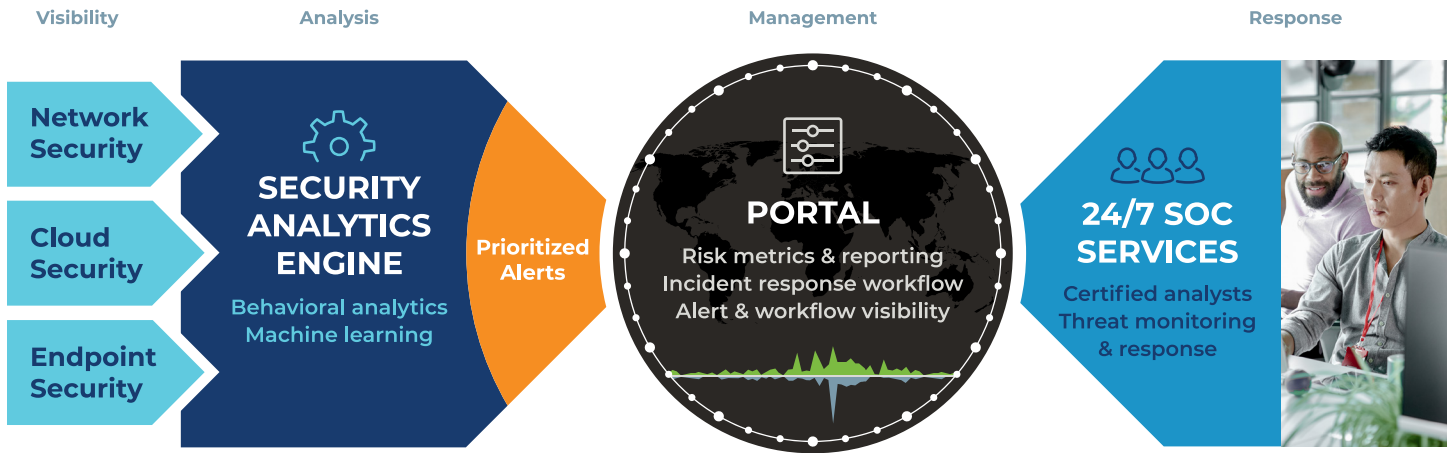 Visibility
Analysis
Management
Response
Network
Security
Cloud
Security
Endpoint
Security
SECURITY
ANALYTICS
ENGINE
Behavioral analytics
Machine learning
Prioritized
Alerts
PORTAL
Risk metrics & reporting
Incident response workflow
Alert & workflow visibility
24/7 SOC
SERVICES
Certified analysts
Threat monitoring
& response